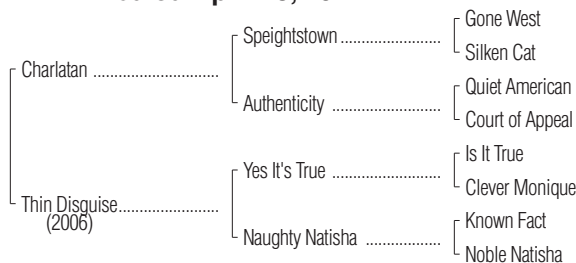 Gone West
Speightstown
Silken Cat
Charlatan
Quiet American
Authenticity
Court of Appeal
Is It True
Yes It's True
Clever Monique
Thin Disguise
(2006)
Known Fact
Naughty Natisha
Noble Natisha